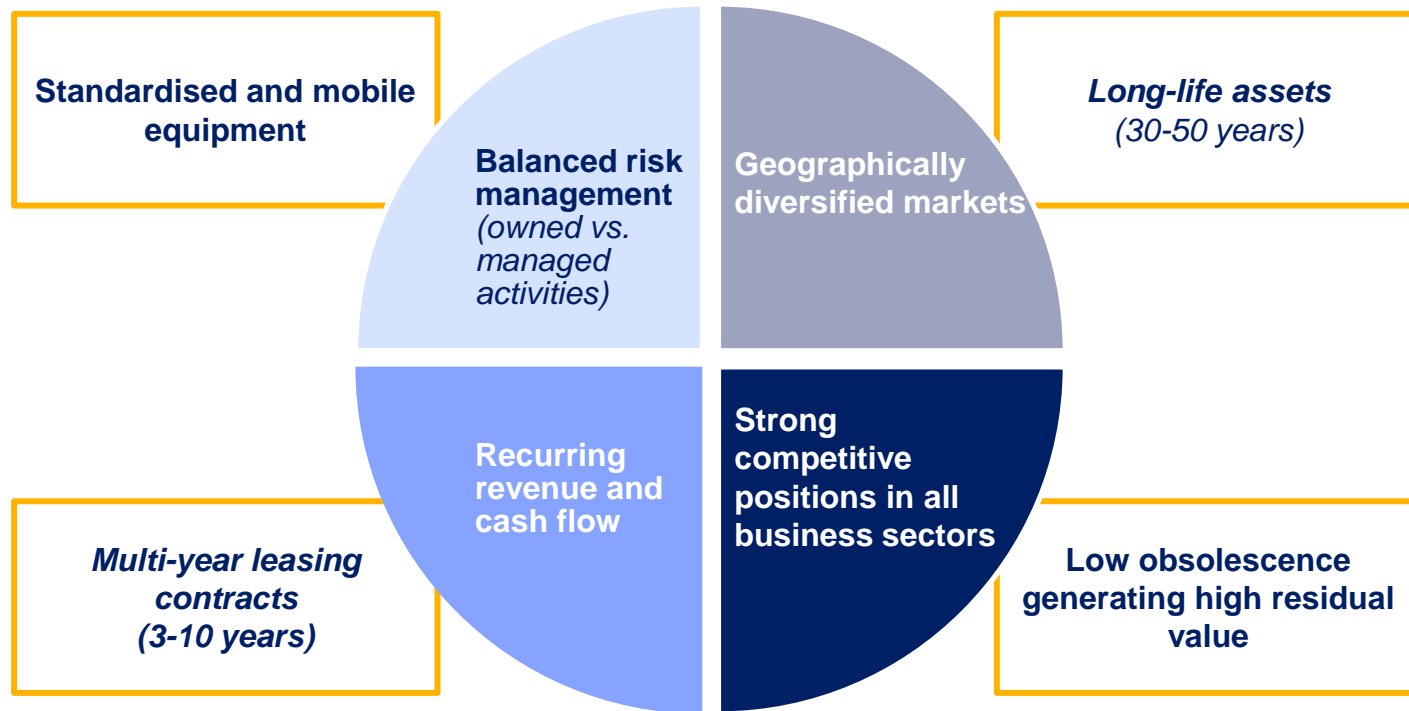 Standardised and mobile
equipment
Balanced risk
management
(owned vs.
managed
activities)
Geographically
diversified markets
Long-life assets
(30-50 years)
Multi-year leasing
contracts
(3-10 years)
Recurring
revenue and
cash flow
Strong
competitive
positions in all
business sectors
Low obsolescence
generating high residual
value